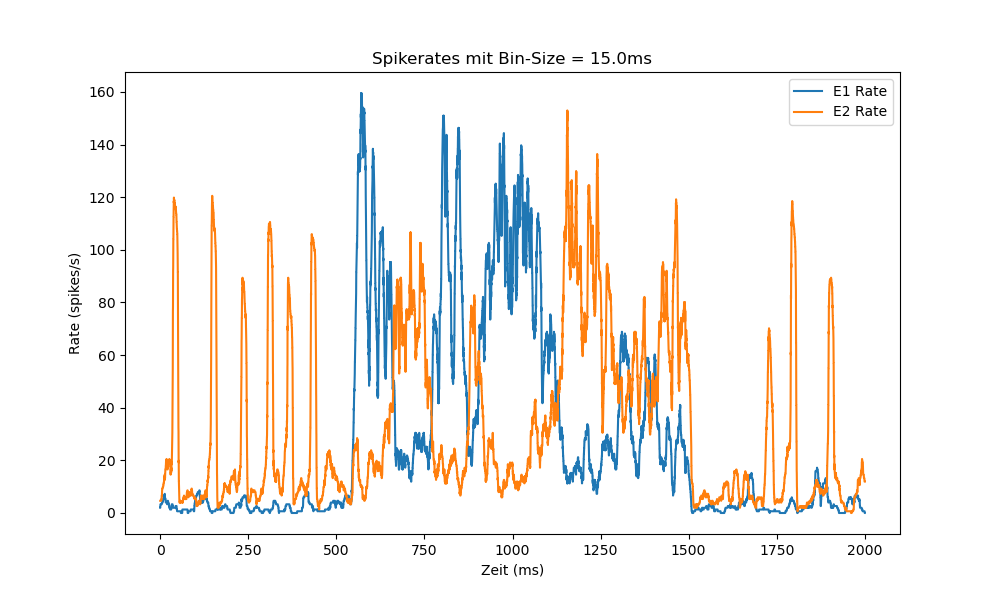 Spikerates mit Bin-Size = 15.0ms
E1 Rate
E2 Rate
Rate (spikes/s)
160
140
120
100
80
60
40
20
0
0 250 500 750 1000 1250 1500 1750 2000
Zeit (ms)